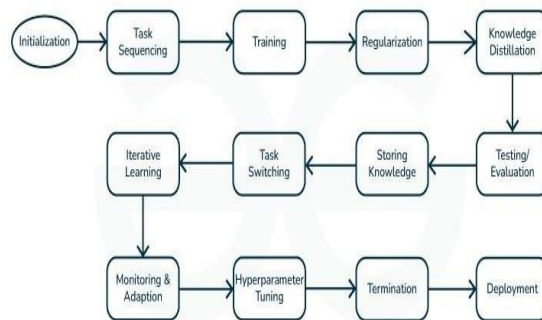 Initialization
Task
Sequencing
Training
Regularization
Knowledge
Distillation
Iterative
Learning
Task
Switching
Storing
Knowledge
Testing/
Evaluation
Monitoring &
Adaption
Hyperparameter
Tuning
Termination
Deployment